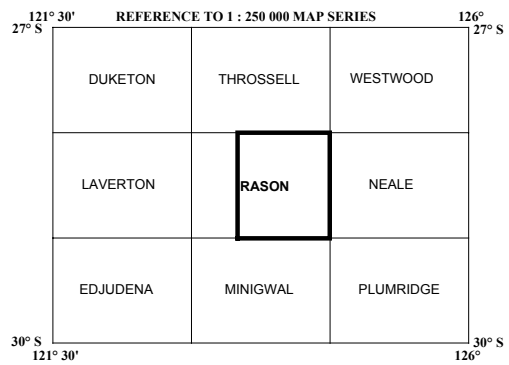 121° 30' REFERENCE TO 1 : 250 000 MAP SERIES 126°
27° S 27° S
DUKETON THROSSELL WESTWOOD
LAVERTON RASON NEALE
EDJUDENA MINIGWAL PLUMRIDGE
30° S 30° S
121° 30' 126°